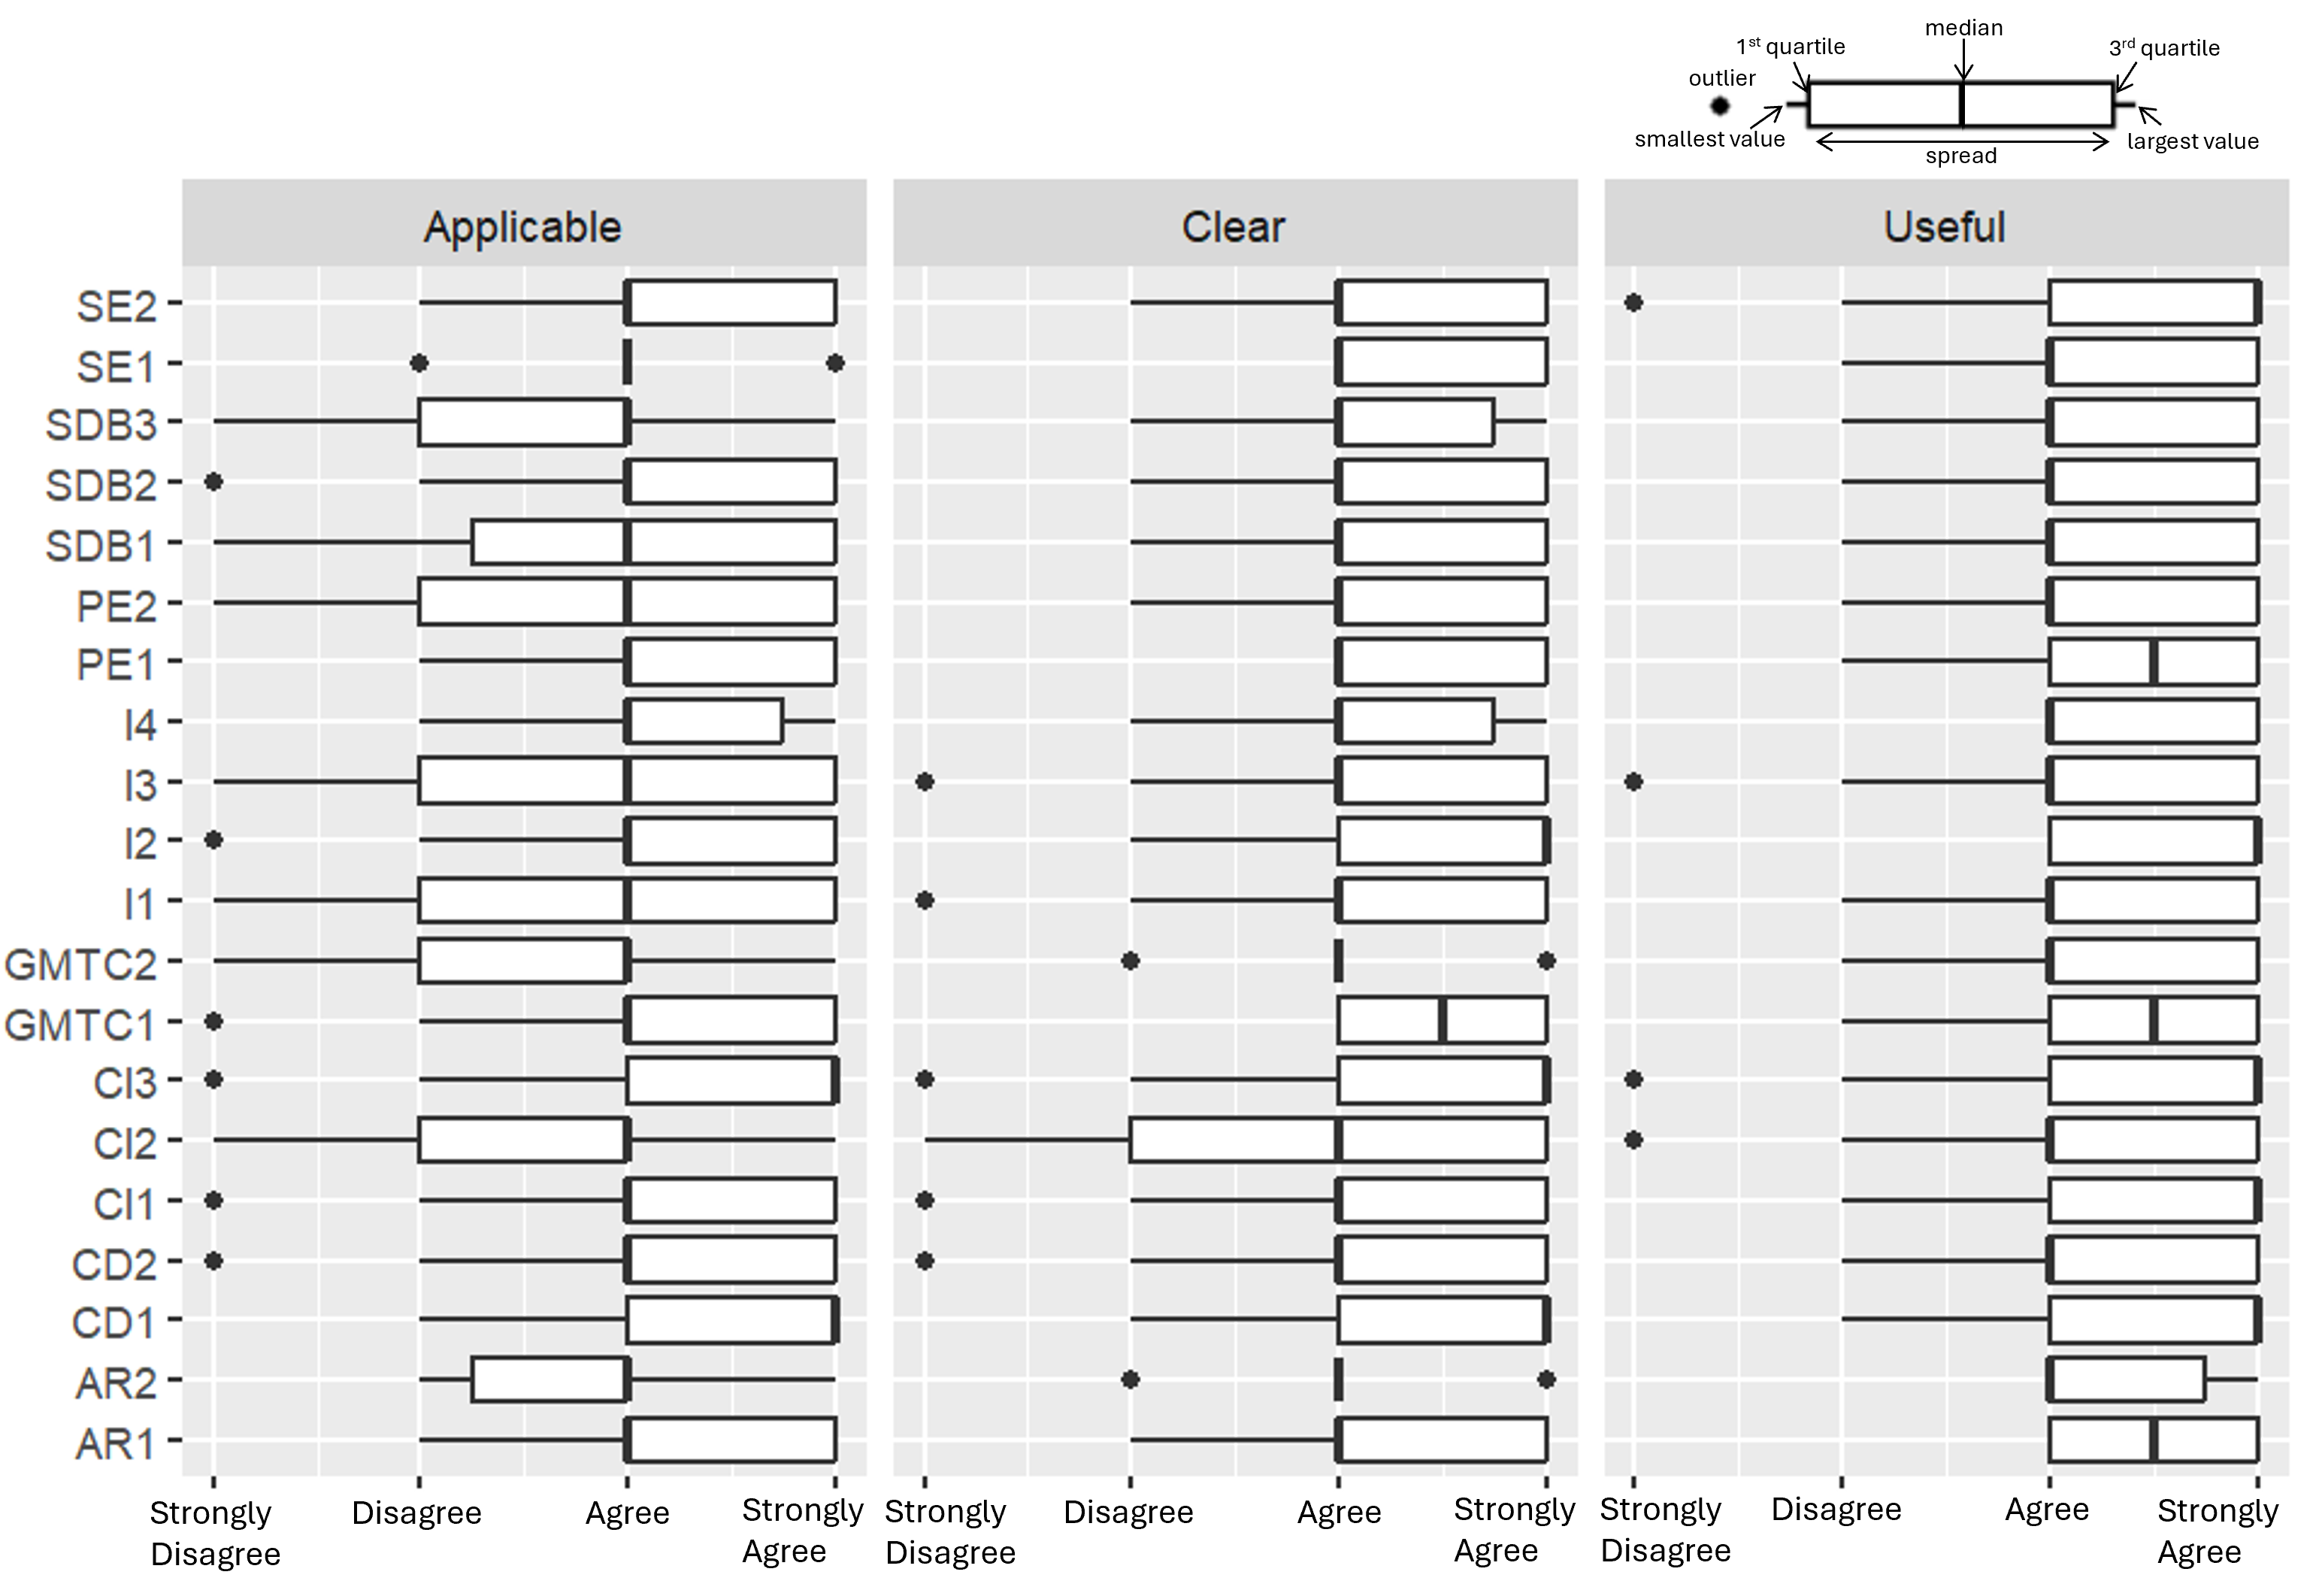 median
1st quartile
3rd quartile
outlier
smallest value
largest value
spread
Applicable
Clear
Useful
SE2
SE1
SDB3
SDB2
SDB1
PE2
PE1
I4
I3
I2
I1
GMTC2
GMTC1
CI3
CI2
CI1
CD2
CD1
AR2
AR1
Strongly
Disagree
Disagree
Agree
Strongly
Agree
Strongly
Disagree
Disagree
Agree
Strongly
Agree
Strongly
Disagree
Disagree
Agree
Strongly
Agree